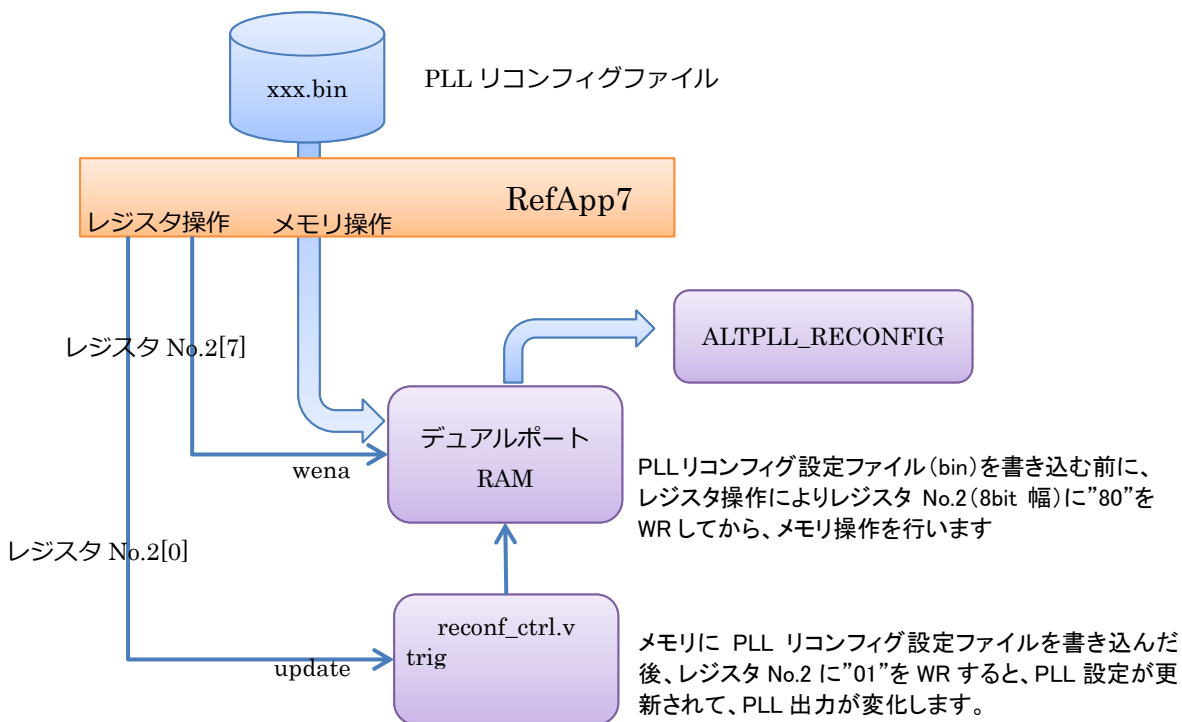 xxx.bin
PLL リコンフィグファイル
RefApp7
レジスタ操作
メモリ操作
レジスタ No.2[7]
ALTPLL_RECONFIG
デュアルポート
RAM
wena
PLLリコンフィグ設定ファイル（bin）を書き込む前に、
レジスタ操作によりレジスタ No.2（8bit 幅）に”80”を
WR してから、メモリ操作を行います
レジスタ No.2[0]
reconf_ctrl.v
trig
update
メモリに PLL リコンフィグ設定ファイルを書き込んだ
後、レジスタ No.2 に”01”を WR すると、PLL 設定が更
新されて、PLL 出力が変化します。